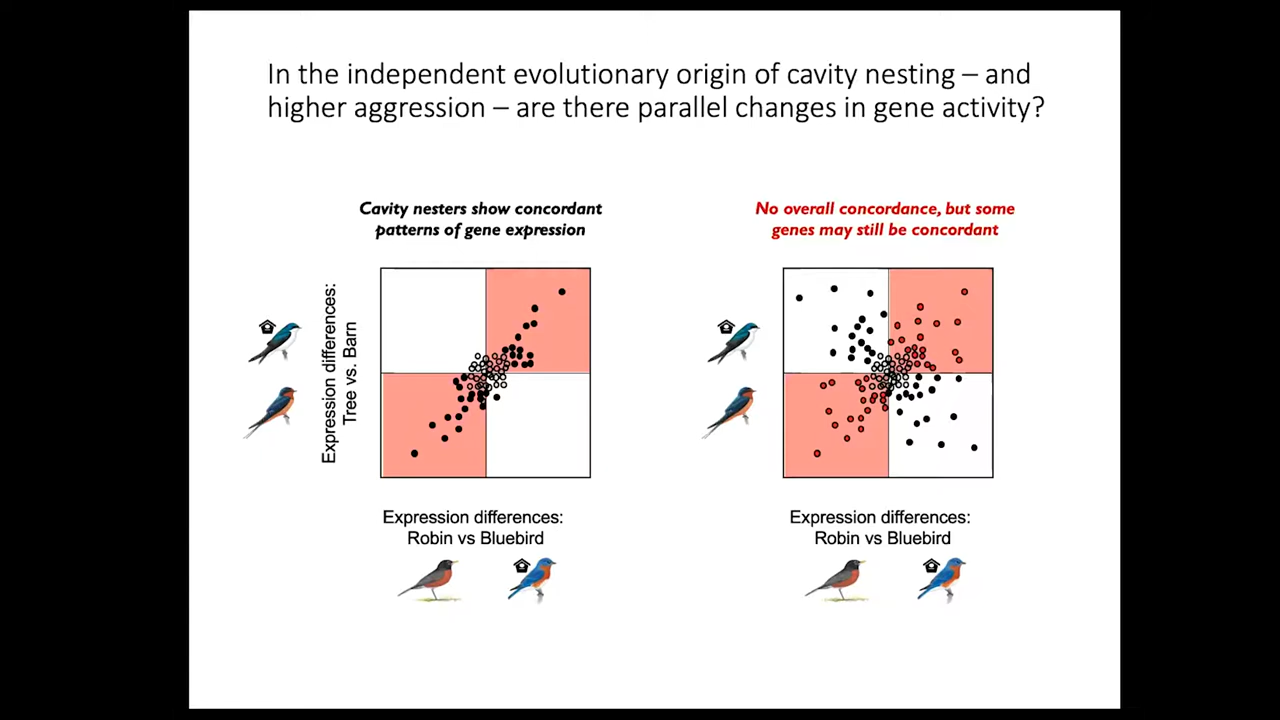 In the independent evolutionary origin of cavity nesting – and
higher aggression – are there parallel changes in gene activity?
Cavity nesters show concordant
patterns of gene expression
No overall concordance, but some
genes may still be concordant
Expression differences:
Tree vs. Barn
Expression differences:
Robin vs Bluebird
Expression differences:
Robin vs Bluebird